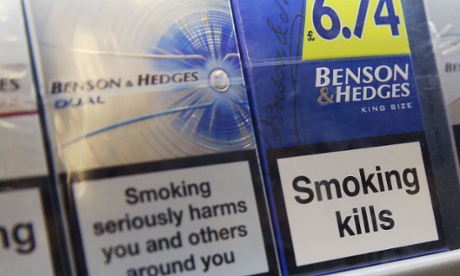 BENSON & HEDGES
DUAL
Smoking
seriously harms
you and others
around you
£6.74
BENSON
& HEDGES
KING SIZE
Smoking
kills
ng